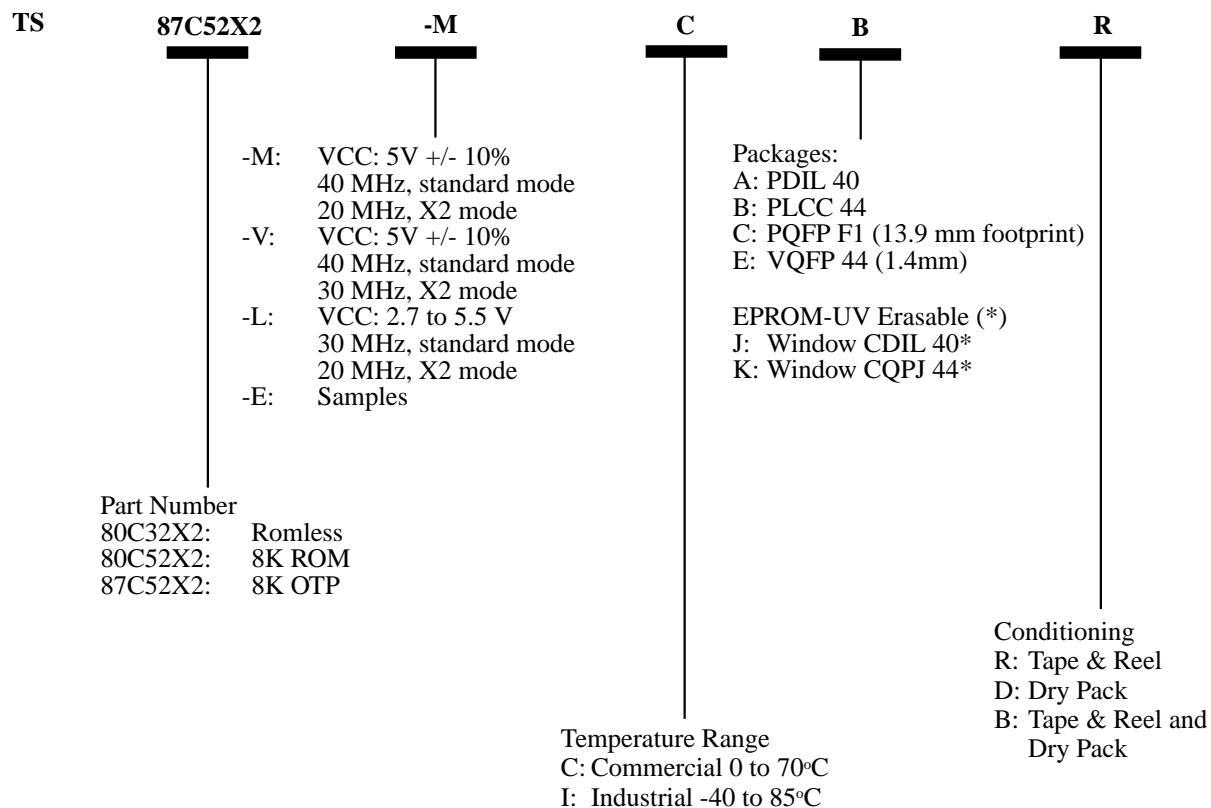 TS 87C52X2 -M C B R
-M: VCC: 5V +/- 10%
40 MHz, standard mode
20 MHz, X2 mode
-V: VCC: 5V +/- 10%
40 MHz, standard mode
30 MHz, X2 mode
-L: VCC: 2.7 to 5.5 V
30 MHz, standard mode
20 MHz, X2 mode
-E: Samples
Packages:
A: PDIL 40
B: PLCC 44
C: PQFP F1 (13.9 mm footprint)
E: VQFP 44 (1.4mm)
EPROM-UV Erasable (*)
J: Window CDIL 40*
K: Window CQPJ 44*
Part Number
80C32X2: Romless
80C52X2: 8K ROM
87C52X2: 8K OTP
Conditioning
R: Tape & Reel
D: Dry Pack
B: Tape & Reel and
Dry Pack
Temperature Range
C: Commercial 0 to 70°C
I: Industrial -40 to 85°C